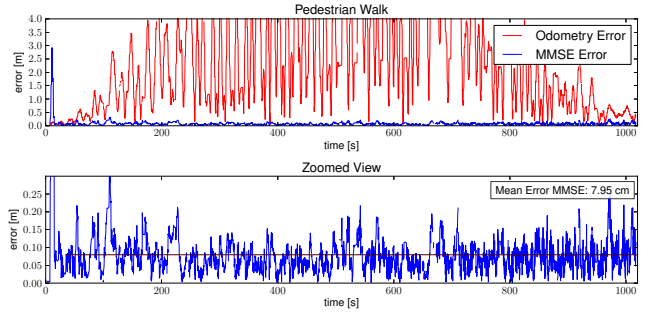 Pedestrian Walk
4.0
3.5
3.0
2.5
2.0
1.5
1.0
0.5
0.0
error [m]
Odometry Error
MMSE Error
0 200 400 600 800 1000
time [s]
Zoomed View
0.25
0.20
0.15
0.10
0.05
0.00
error [m]
Mean Error MMSE: 7.95 cm
0 200 400 600 800 1000
time [s]